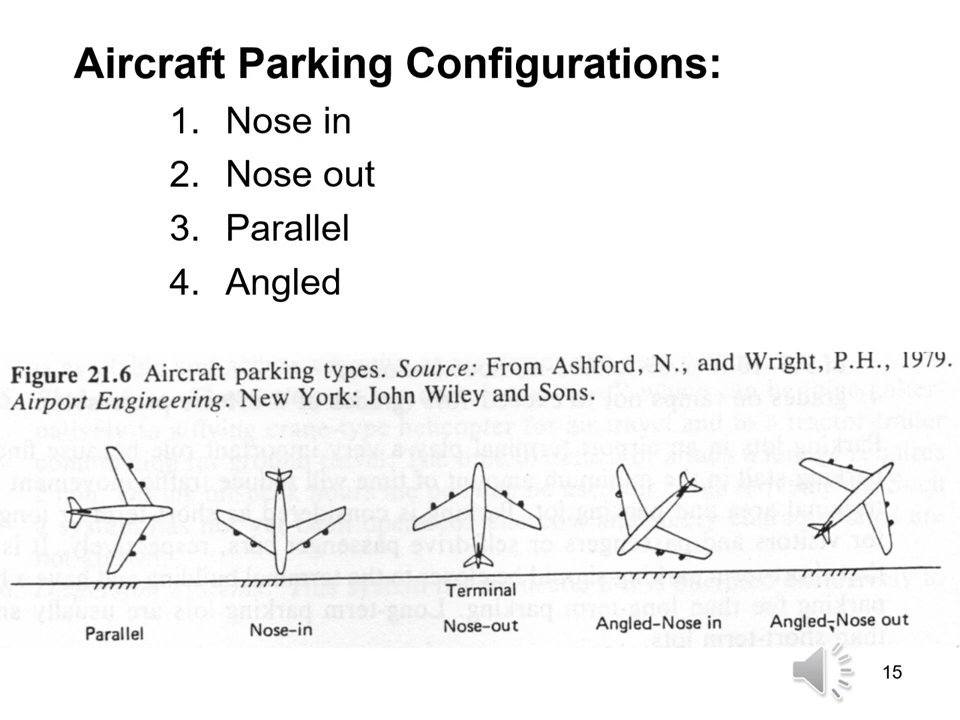 Aircraft Parking Configurations:
1. Nose in
2. Nose out
3. Parallel
4. Angled
Figure 21.6 Aircraft parking types. Source: From Ashford, N., and Wright, P.H., 1979.
Airport Engineering. New York: John Wiley and Sons.
Terminal
Parallel
Nose-in
Nose-out
Angled-Nose in
Angled-Nose out
15